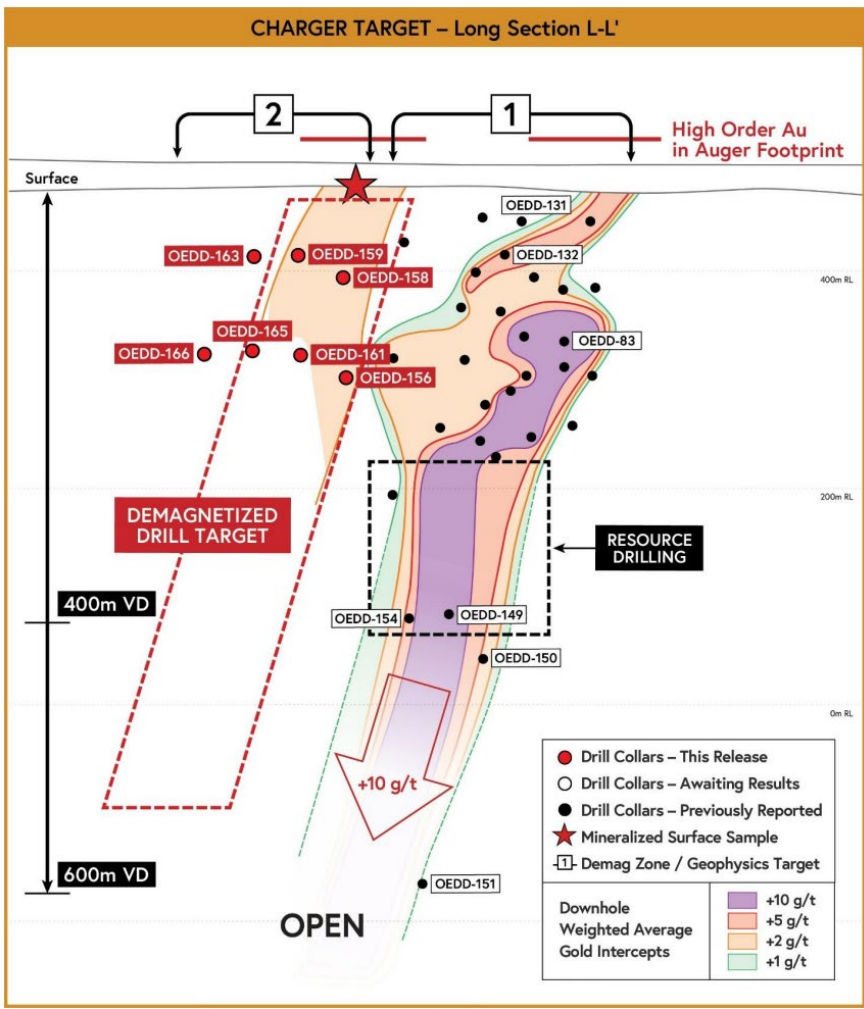 CHARGER TARGET – Long Section L-L'
2
1
High Order Au
in Auger Footprint
Surface
OEDD-131
OEDD-163
OEDD-159
OEDD-132
OEDD-158
400m RL
OEDD-165
OEDD-166
OEDD-161
OEDD-83
OEDD-156
200m RL
DEMAGNETIZED
DRILL TARGET
RESOURCE
DRILLING
400m VD
OEDD-154
OEDD-149
OEDD-150
0m RL
+10 g/t
600m VD
OEDD-151
OPEN
Drill Collars – This Release
Drill Collars – Awaiting Results
Drill Collars – Previously Reported
Mineralized Surface Sample
1 Demag Zone / Geophysics Target
Downhole
Weighted Average
Gold Intercepts
+10 g/t
+5 g/t
+2 g/t
+1 g/t